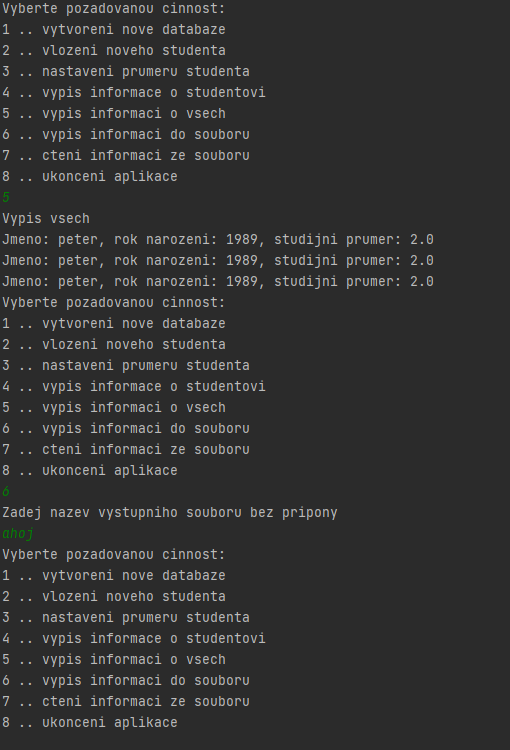 Vyberte pozadovanou cinnost:
1 .. vytvoreni nove databaze
2 .. vlozeni noveho studenta
3 .. nastaveni prumeru studenta
4 .. vypis informace o studentovi
5 .. vypis informaci o vsech
6 .. vypis informaci do souboru
7 .. cteni informaci ze souboru
8 .. ukonceni aplikace
5
Vypis vsech
Jmeno: peter, rok narozeni: 1989, studijni prumer: 2.0
Jmeno: peter, rok narozeni: 1989, studijni prumer: 2.0
Jmeno: peter, rok narozeni: 1989, studijni prumer: 2.0
Vyberte pozadovanou cinnost:
1 .. vytvoreni nove databaze
2 .. vlozeni noveho studenta
3 .. nastaveni prumeru studenta
4 .. vypis informace o studentovi
5 .. vypis informaci o vsech
6 .. vypis informaci do souboru
7 .. cteni informaci ze souboru
8 .. ukonceni aplikace
6
Zadej nazev vystupniho souboru bez pripony
ahoj
Vyberte pozadovanou cinnost:
1 .. vytvoreni nove databaze
2 .. vlozeni noveho studenta
3 .. nastaveni prumeru studenta
4 .. vypis informace o studentovi
5 .. vypis informaci o vsech
6 .. vypis informaci do souboru
7 .. cteni informaci ze souboru
8 .. ukonceni aplikace